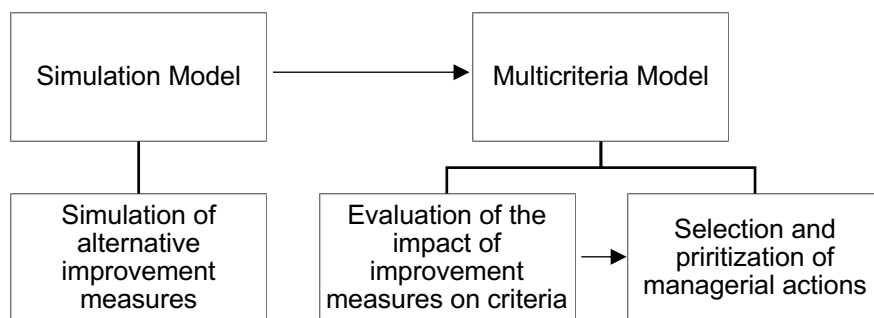 Simulation Model
Multicriteria Model
Simulation of
alternative
improvement
measures
Evaluation of the
impact of
improvement
measures on criteria
Selection and
priritization of
managerial actions